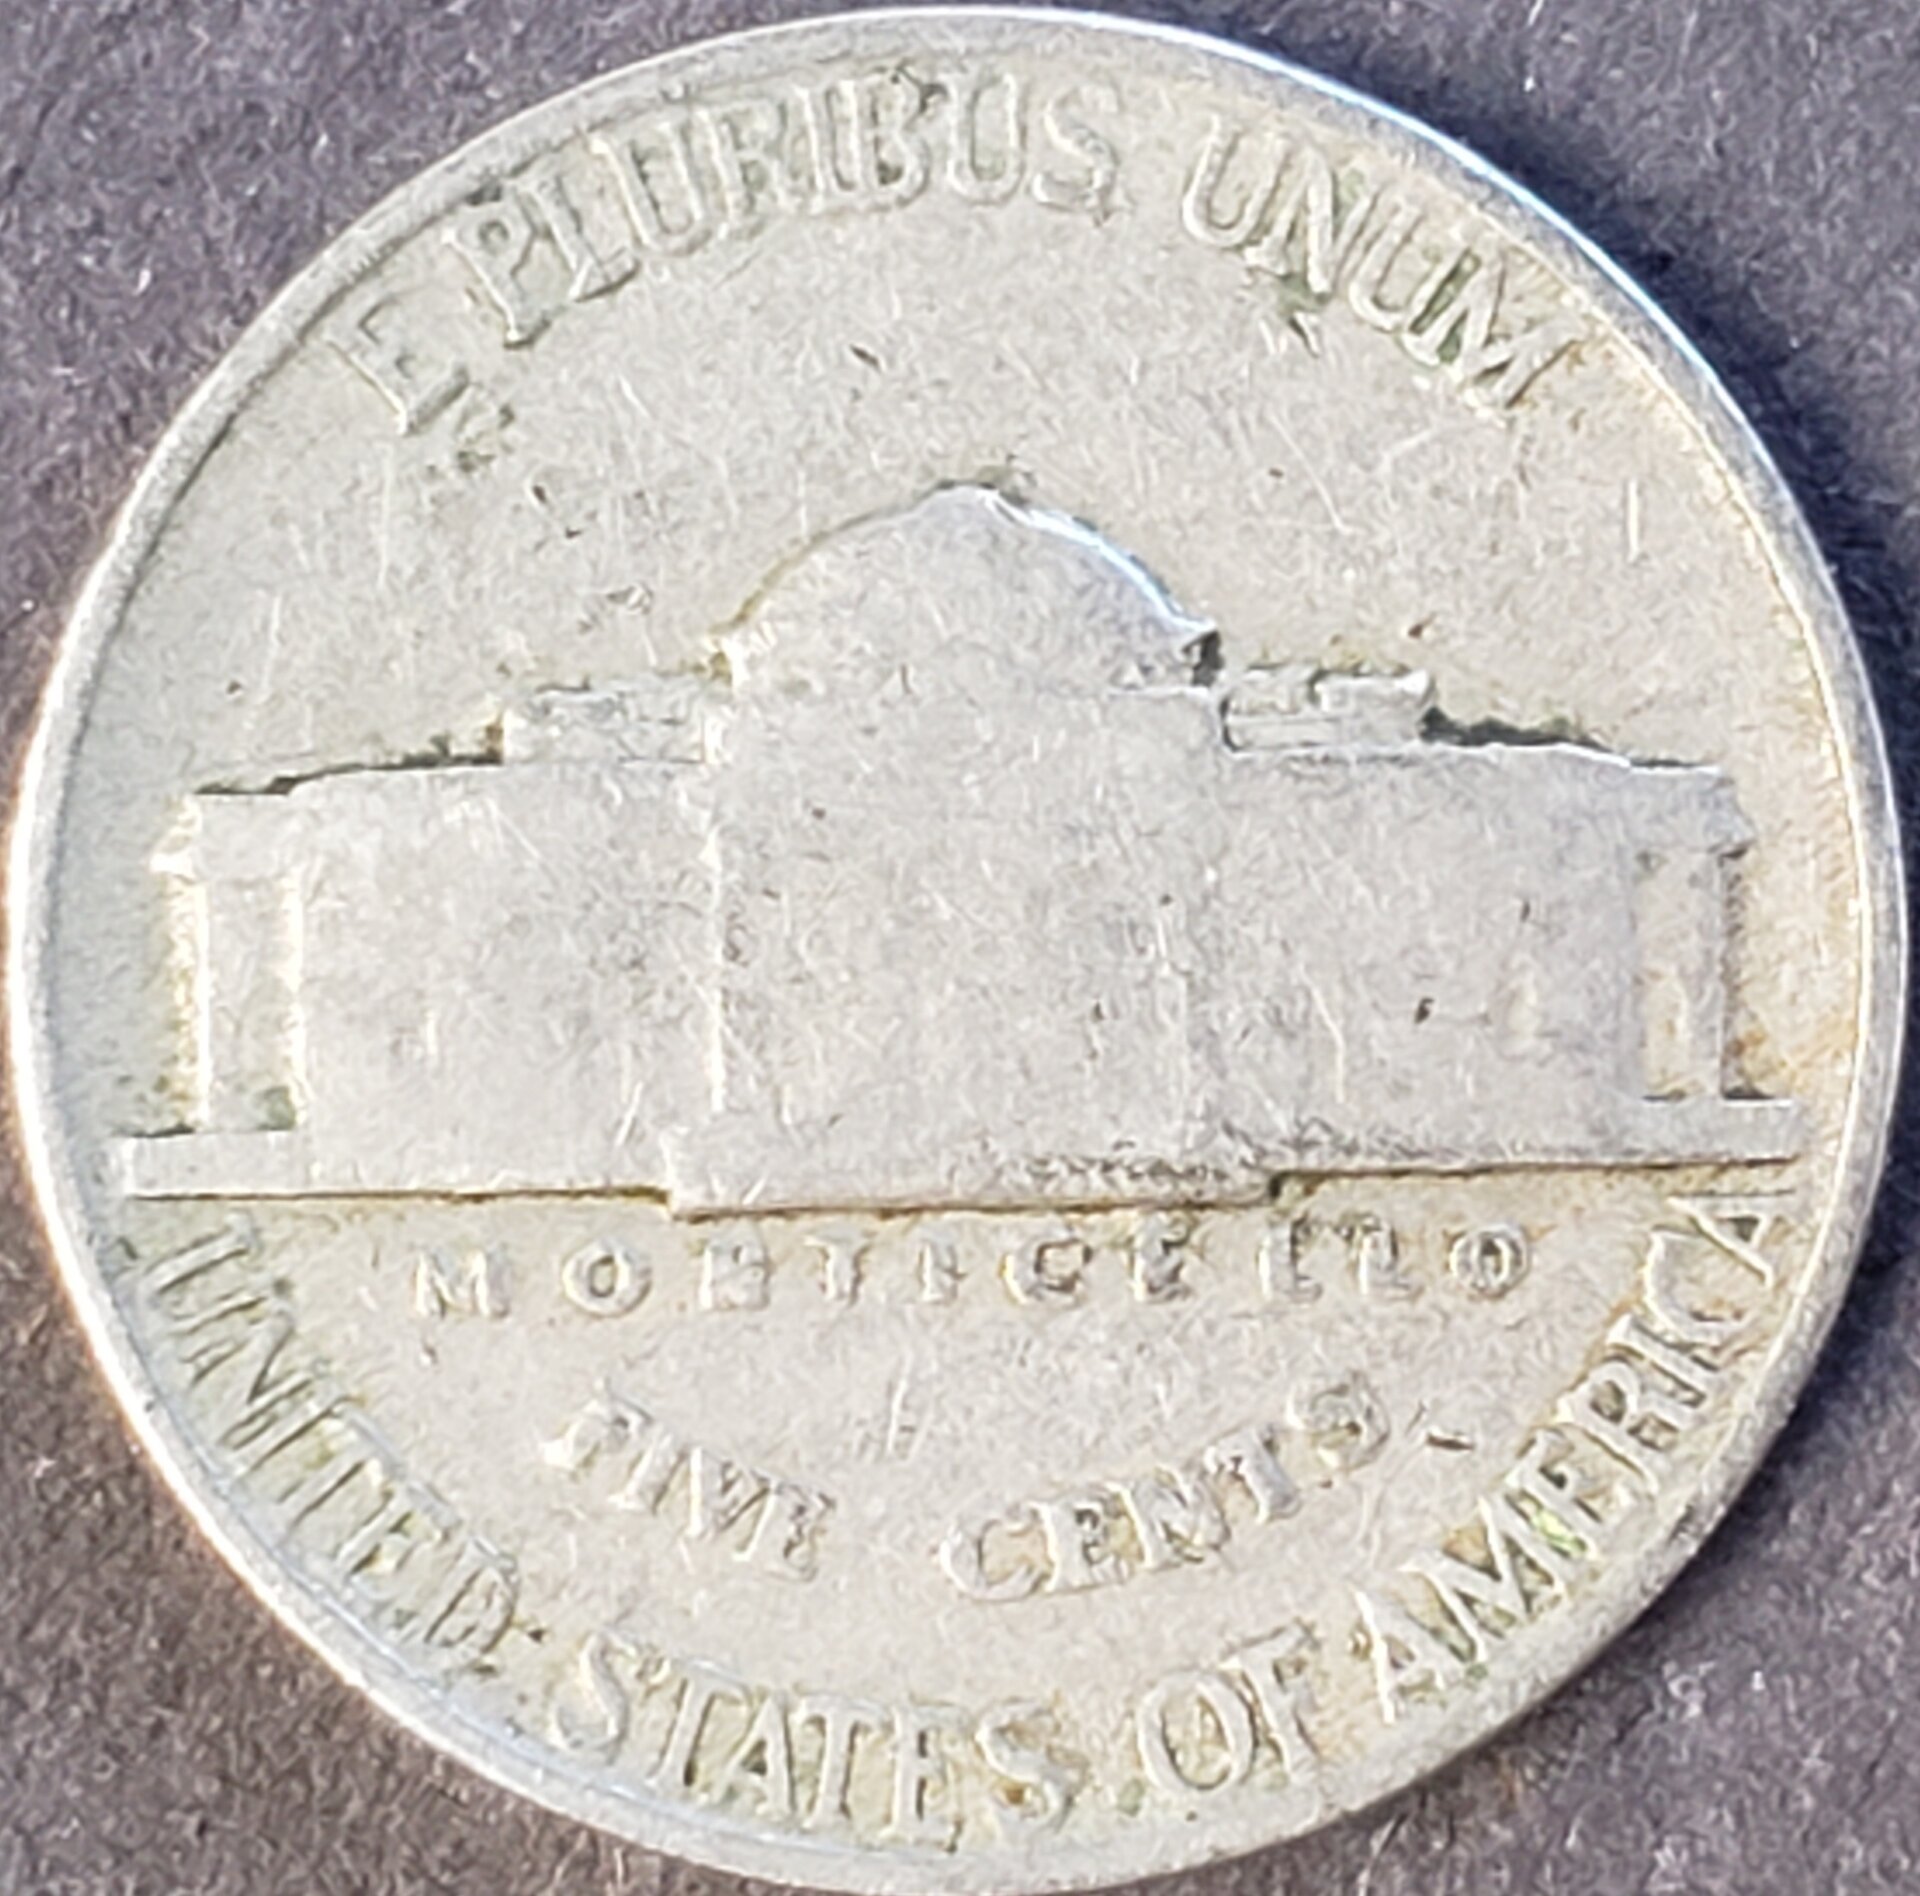 E PLURIBUS UNUM
MONTICELLO
FIVE CENTS
UNITED STATES OF AMERICA